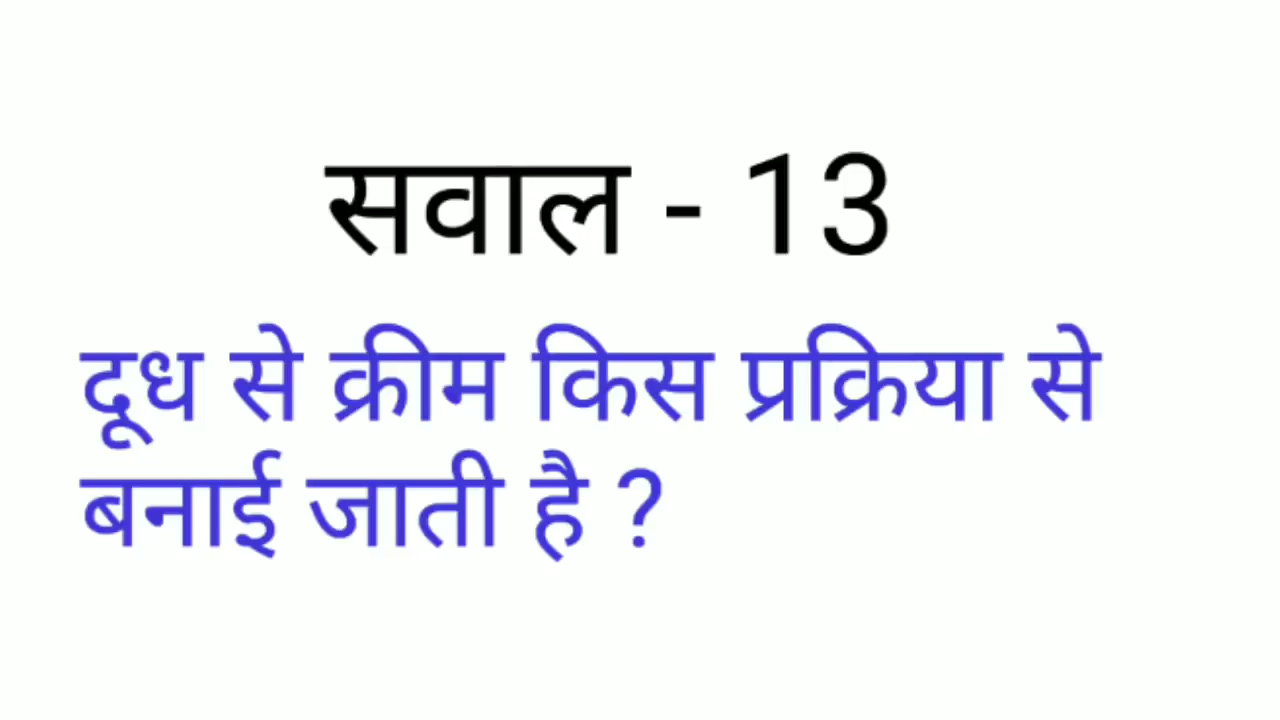 सवाल - 13
दूध से क्रीम किस प्रक्रिया से
बनाई जाती है ?